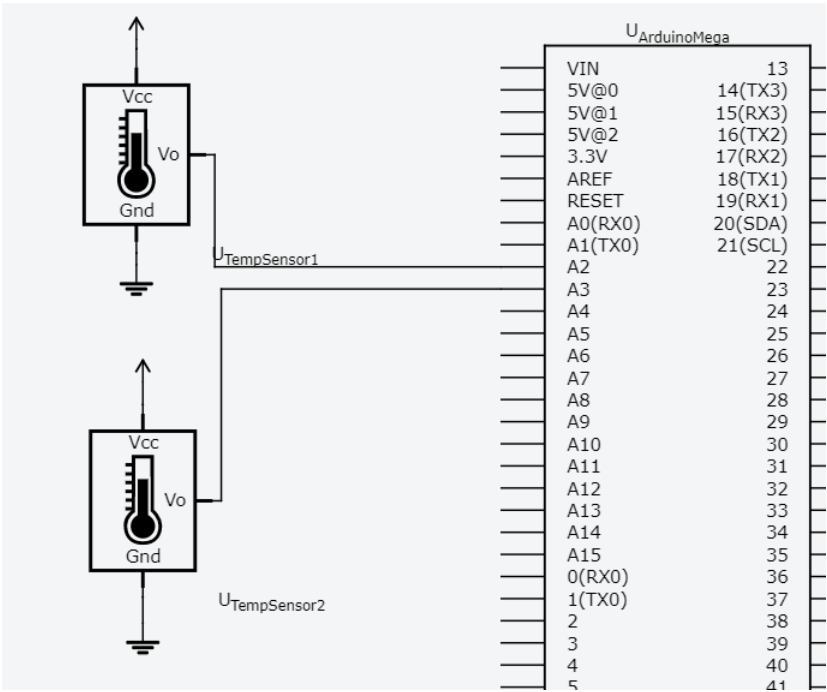 U ArduinoMega
Vcc
Vo
Gnd
U TempSensor1
Vcc
Vo
Gnd
U TempSensor2
VIN 13
5V@0 14(TX3)
5V@1 15(RX3)
5V@2 16(TX2)
3.3V 17(RX2)
AREF 18(TX1)
RESET 19(RX1)
A0(RX0) 20(SDA)
A1(TX0) 21(SCL)
A2 22
A3 23
A4 24
A5 25
A6 26
A7 27
A8 28
A9 29
A10 30
A11 31
A12 32
A13 33
A14 34
A15 35
0(RX0) 36
1(TX0) 37
2 38
3 39
4 40
5 41